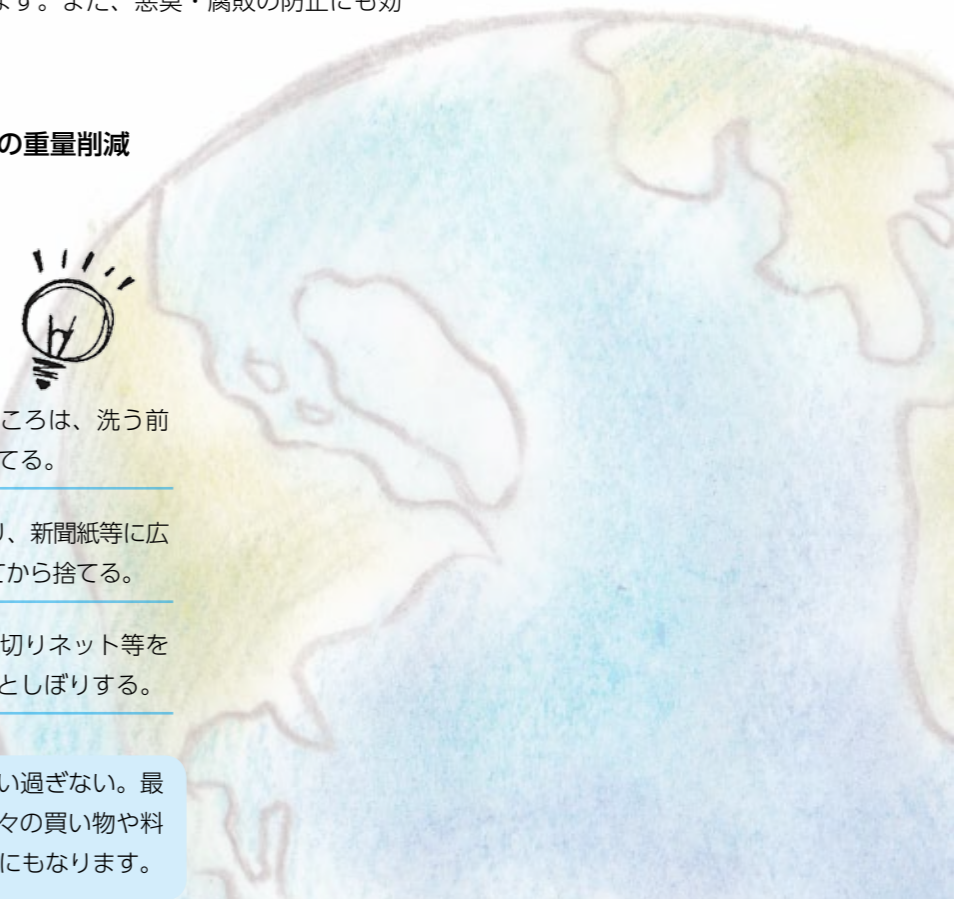 ます。また、悪臭・腐敗の防止にも効
の重量削減
ころは、洗う前
てる。
り、新聞紙等に広
てから捨てる。
切りネット等を
としぼりする。
い過ぎない。最
々の買い物や料
にもなります。